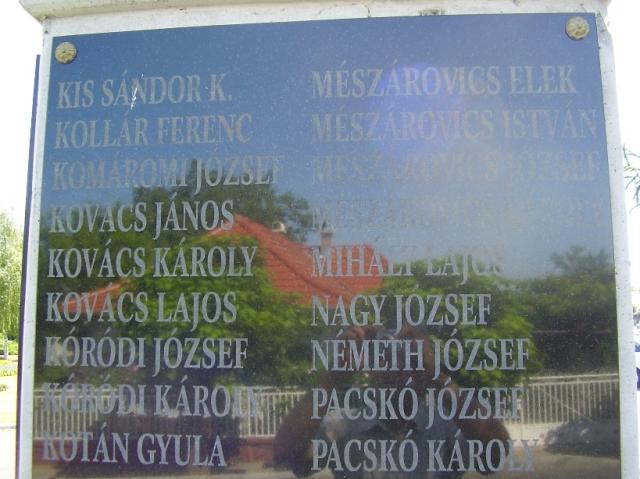 KIS SÁNDOR K.
KOLLÁR FERENC
KOMÁROMI JÓZSEF
KOVÁCS JÁNOS
KOVÁCS KÁROLY
KOVÁCS LAJOS
KÓRÓDI JÓZSEF
KÓRÓDI KÁROLY
KOTÁN GYULA
MÉSZÁROVICS ELEK
MÉSZÁROVICS ISTVÁN
MÉSZÁROVICS JÓZSEF
MÉSZÁROVICS
MIHÁLY LAJOS
NAGY JÓZSEF
NÉMETH JÓZSEF
PACSKÓ JÓZSEF
PACSKÓ KÁROLY